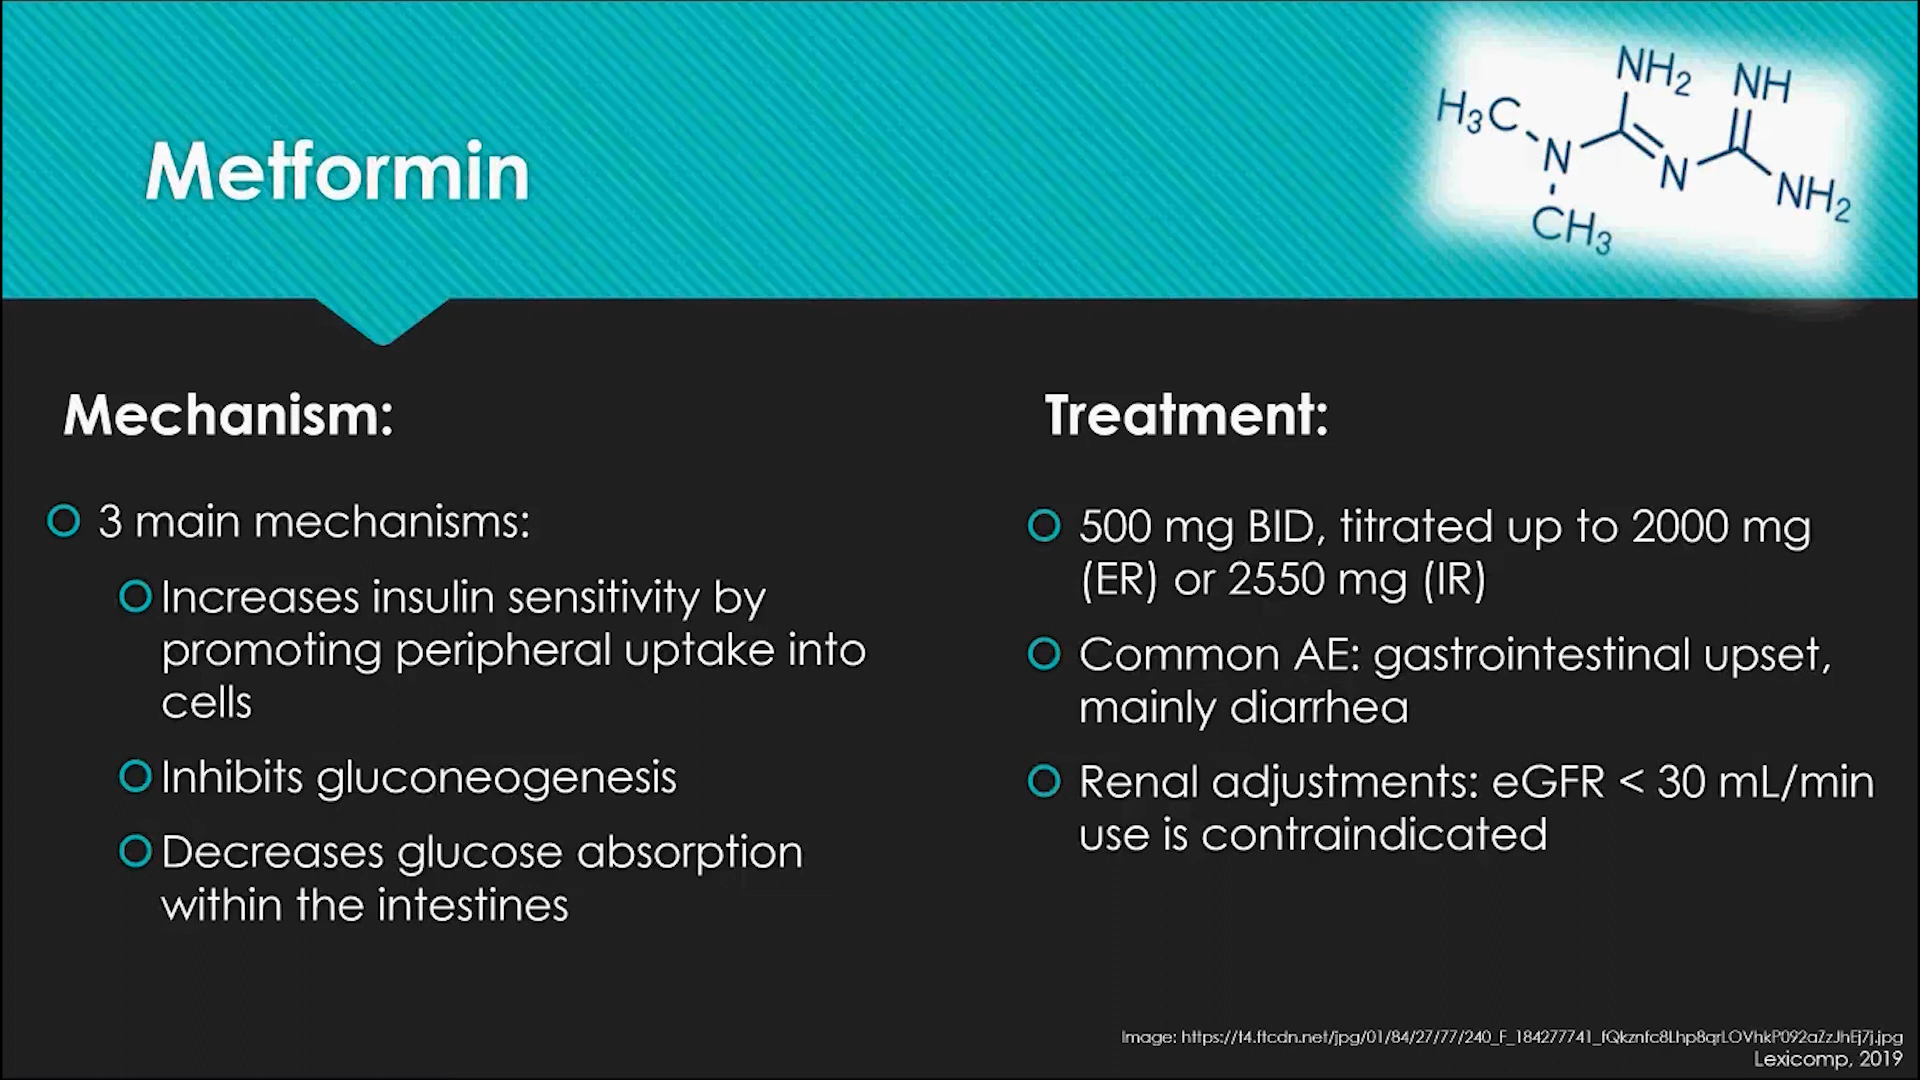 Metformin
H3C
NH2
NH
N
N
NH2
CH3
Mechanism:
3 main mechanisms:
Increases insulin sensitivity by
promoting peripheral uptake into
cells
Inhibits gluconeogenesis
Decreases glucose absorption
within the intestines
Treatment:
500 mg BID, titrated up to 2000 mg
(ER) or 2550 mg (IR)
Common AE: gastrointestinal upset,
mainly diarrhea
Renal adjustments: eGFR < 30 mL/min
use is contraindicated
Image: https://t4.ftcdn.net/jpg/01/84/27/77/240_F_184277741_fQkznfc8Lhp8qrLOVhkP092aZzJhEj7j.jpg
Lexicomp, 2019